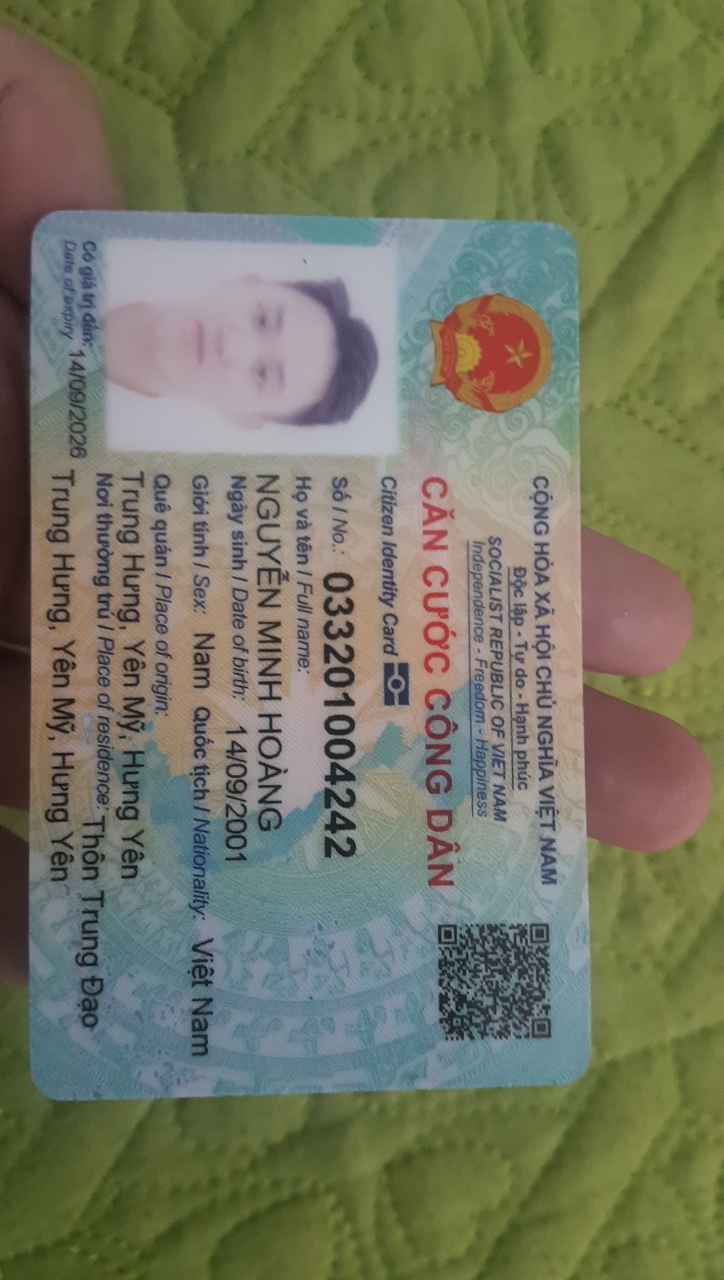 CỘNG HÒA XÃ HỘI CHỦ NGHĨA VIỆT NAM
Độc lập - Tự do - Hạnh phúc
SOCIALIST REPUBLIC OF VIET NAM
Independence - Freedom - Happiness
CĂN CƯỚC CÔNG DÂN
Citizen Identity Card
Số / No.: 033201004242
Họ và tên / Full name:
NGUYỄN MINH HOÀNG
Ngày sinh / Date of birth: 14/09/2001
Giới tính / Sex: Nam Quốc tịch / Nationality: Việt Nam
Quê quán / Place of origin:
Trung Hưng, Yên Mỹ, Hưng Yên
Nơi thường trú / Place of residence: Thôn Trung Đạo
Trung Hưng, Yên Mỹ, Hưng Yên
Có giá trị đến: 14/09/2026
Date of expiry